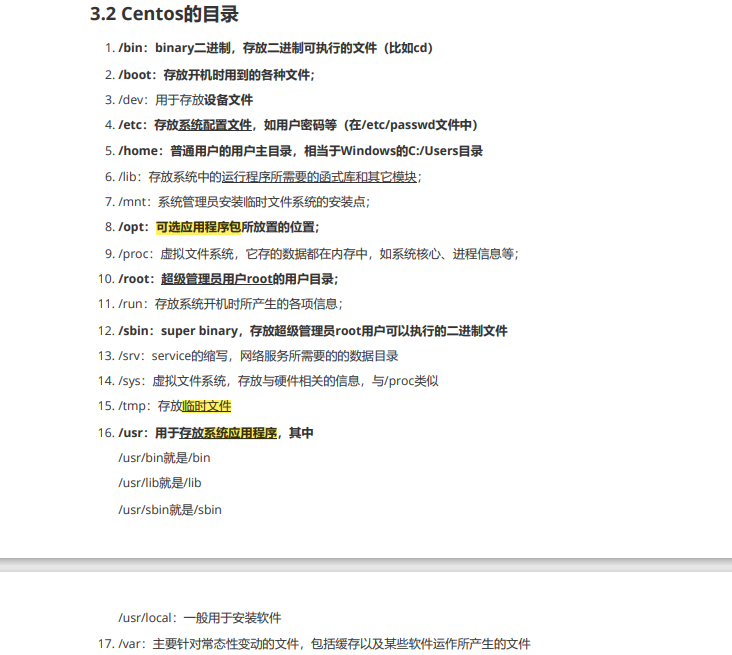 3.2 Centos的目录
1. /bin：binary二进制，存放二进制可执行的文件（比如cd）
2. /boot：存放开机时用到的各种文件；
3. /dev：用于存放设备文件
4. /etc：存放系统配置文件，如用户密码等（在/etc/passwd文件中）
5. /home：普通用户的用户主目录，相当于Windows的C:/Users目录
6. /lib：存放系统中的运行程序所需要的函式库和其它模块；
7. /mnt：系统管理员安装临时文件系统的安装点；
8. /opt：可选应用程序包所放置的位置；
9. /proc：虚拟文件系统，它存的数据都在内存中，如系统核心、进程信息等；
10. /root：超级管理员用户root的用户目录；
11. /run：存放系统开机时所产生的各项信息；
12. /sbin：super binary，存放超级管理员root用户可以执行的二进制文件
13. /srv：service的缩写，网络服务所需要的的数据目录
14. /sys：虚拟文件系统，存放与硬件相关的信息，与/proc类似
15. /tmp：存放临时文件
16. /usr：用于存放系统应用程序，其中
/usr/bin就是/bin
/usr/lib就是/lib
/usr/sbin就是/sbin
/usr/local：一般用于安装软件
17. /var：主要针对常态性变动的文件，包括缓存以及某些软件运作所产生的文件